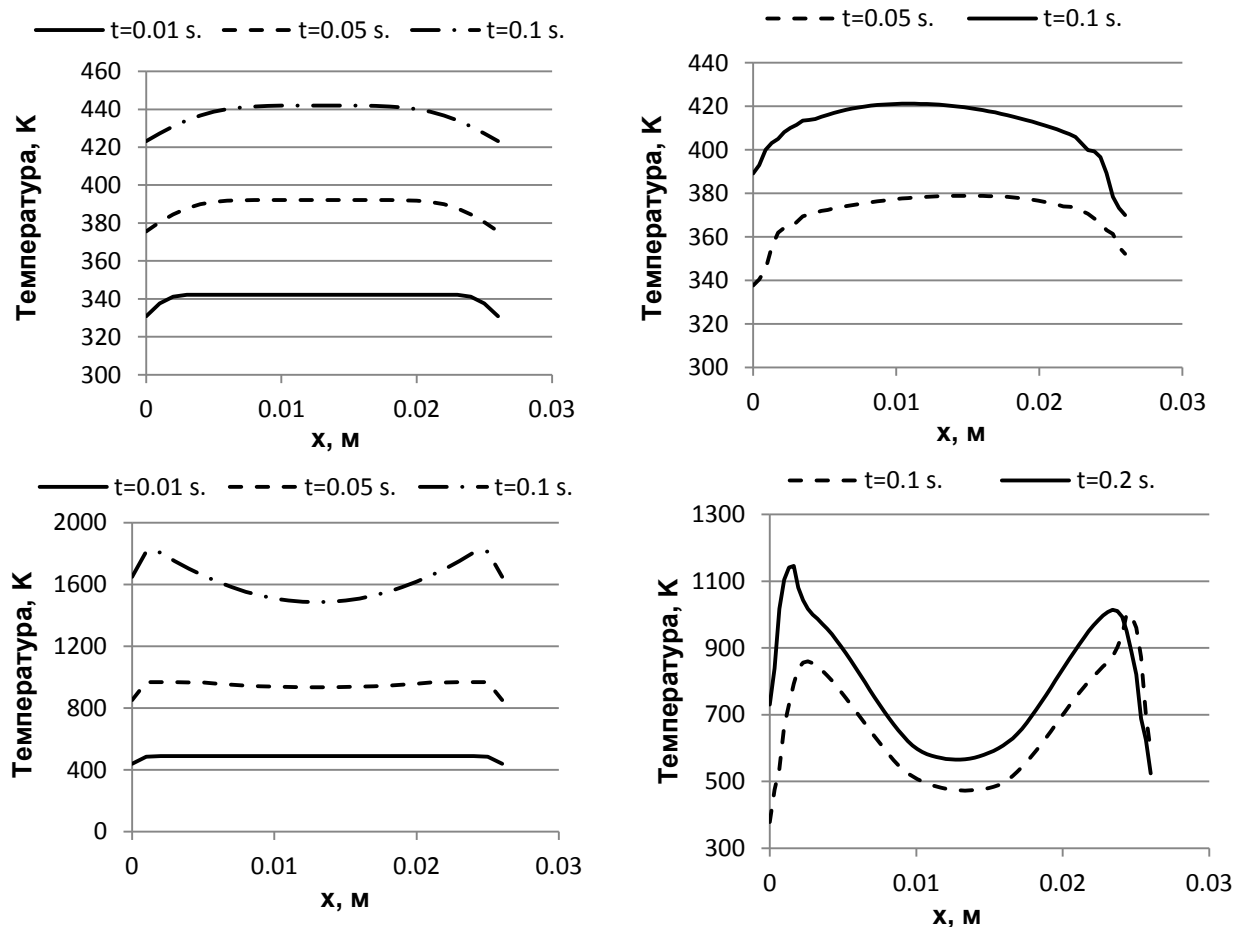 t=0.01 s. t=0.05 s. t=0.1 s.
Температура, К
460
440
420
400
380
360
340
320
300
0 0.01 0.02 0.03
х, м
t=0.05 s. t=0.1 s.
Температура, К
440
420
400
380
360
340
320
300
0 0.01 0.02 0.03
х, м
t=0.01 s. t=0.05 s. t=0.1 s.
Температура, К
2000
1600
1200
800
400
0
0 0.01 0.02 0.03
х, м
t=0.1 s. t=0.2 s.
Температура, К
1300
1100
900
700
500
300
0 0.01 0.02 0.03
х, м